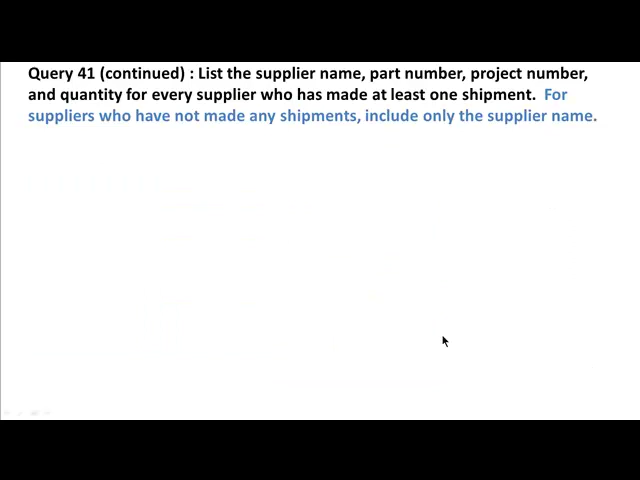 Query 41 (continued) : List the supplier name, part number, project number,
and quantity for every supplier who has made at least one shipment.  For
suppliers who have not made any shipments, include only the supplier name.